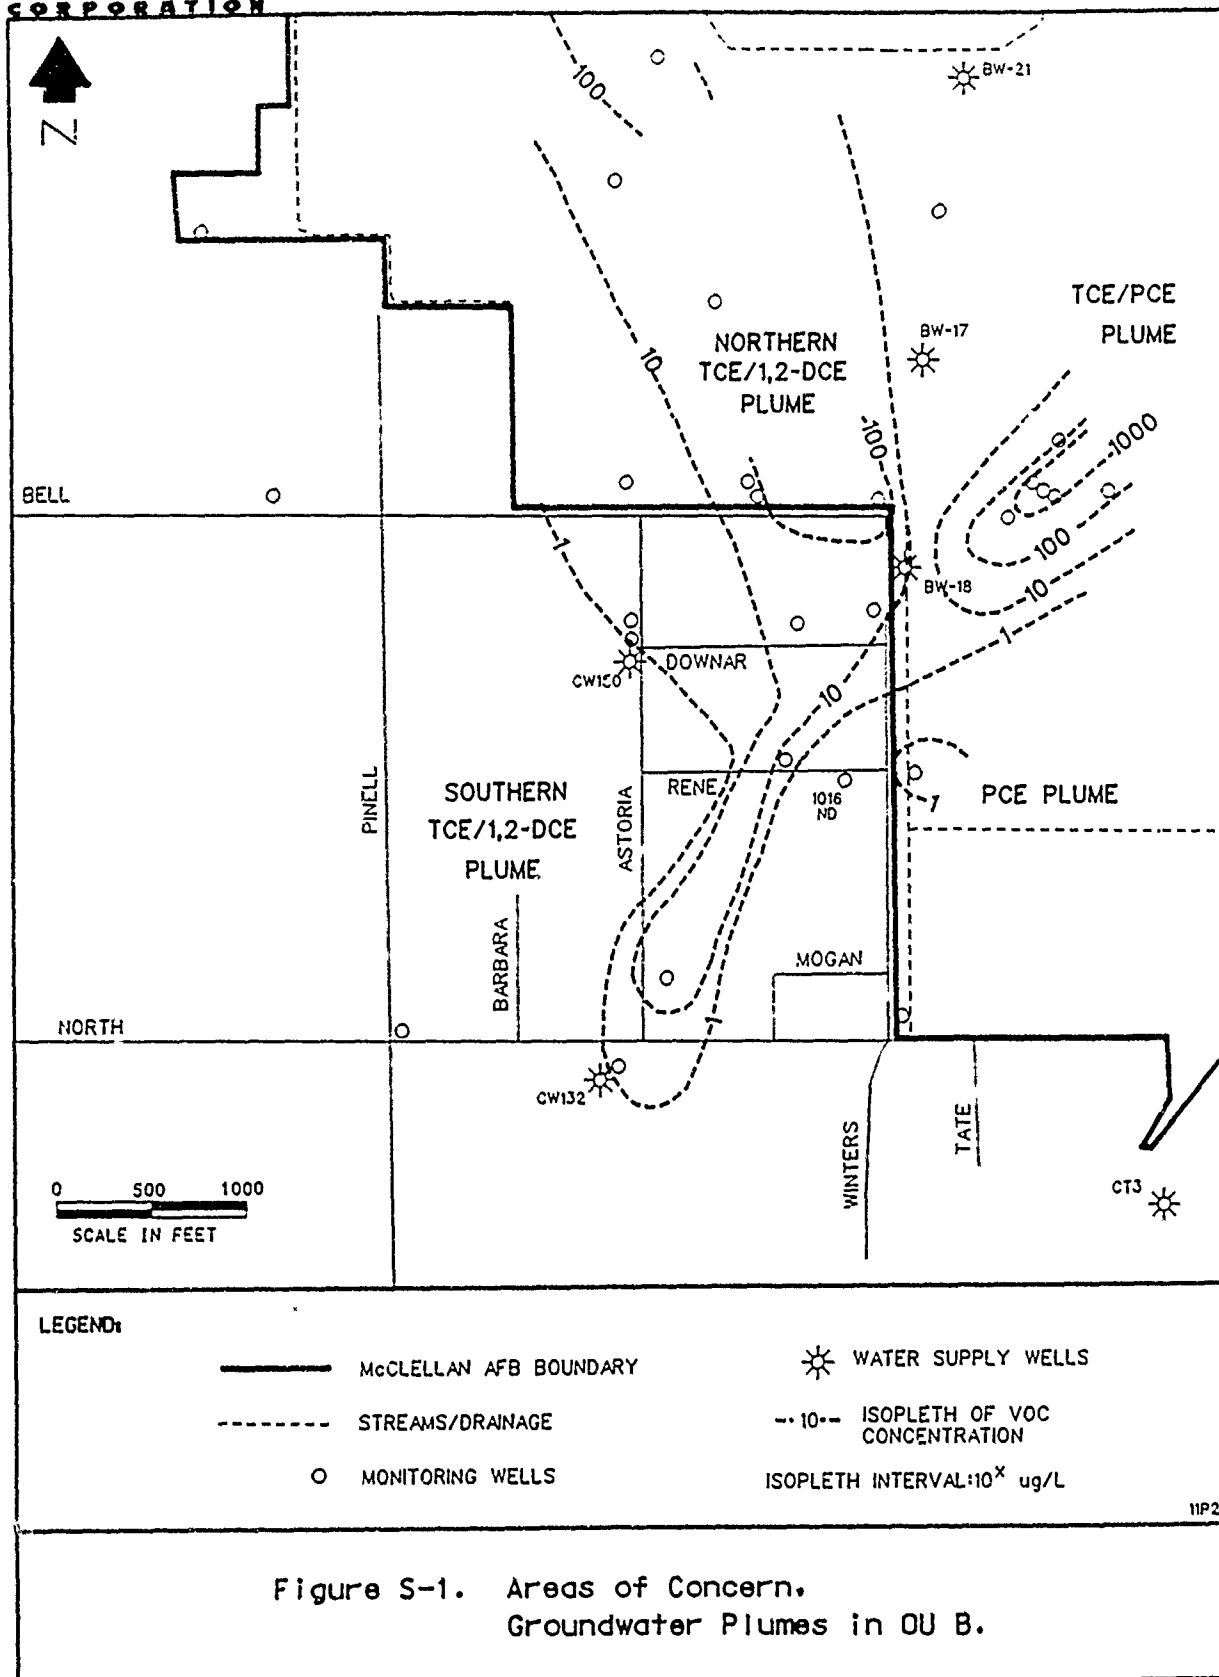 CORPORATION
N
BW-21
100
TCE/PCE
PLUME
BW-17
NORTHERN
TCE/1,2-DCE
PLUME
10
100
1000
BELL
1
100
BW-18
10
1
DOWNAR
CW150
10
RENE
1016
ND
1
PCE PLUME
PINELL
SOUTHERN
TCE/1,2-DCE
PLUME
ASTORIA
BARBARA
MOGAN
NORTH
1
CW132
WINTERS
TATE
CT3
0 500 1000
SCALE IN FEET
LEGEND:
McCLELLAN AFB BOUNDARY
WATER SUPPLY WELLS
STREAMS/DRAINAGE
10 ISOPLETH OF VOC
CONCENTRATION
MONITORING WELLS
ISOPLETH INTERVAL:10^x ug/L
11P2
Figure S-1. Areas of Concern.
Groundwater Plumes in OU B.